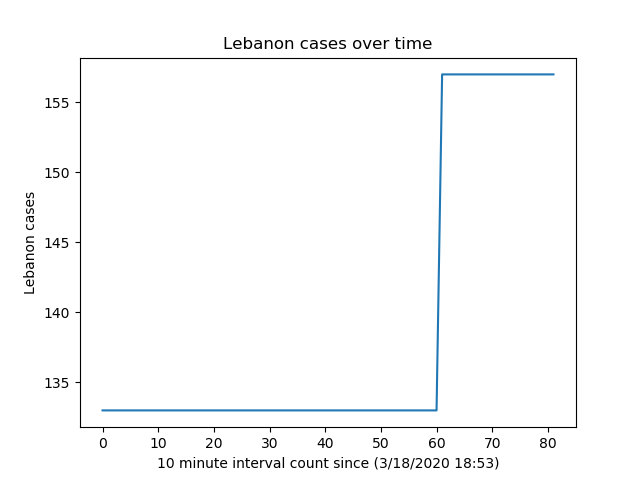 Lebanon cases over time
Lebanon cases
155
150
145
140
135
0 10 20 30 40 50 60 70 80
10 minute interval count since (3/18/2020 18:53)